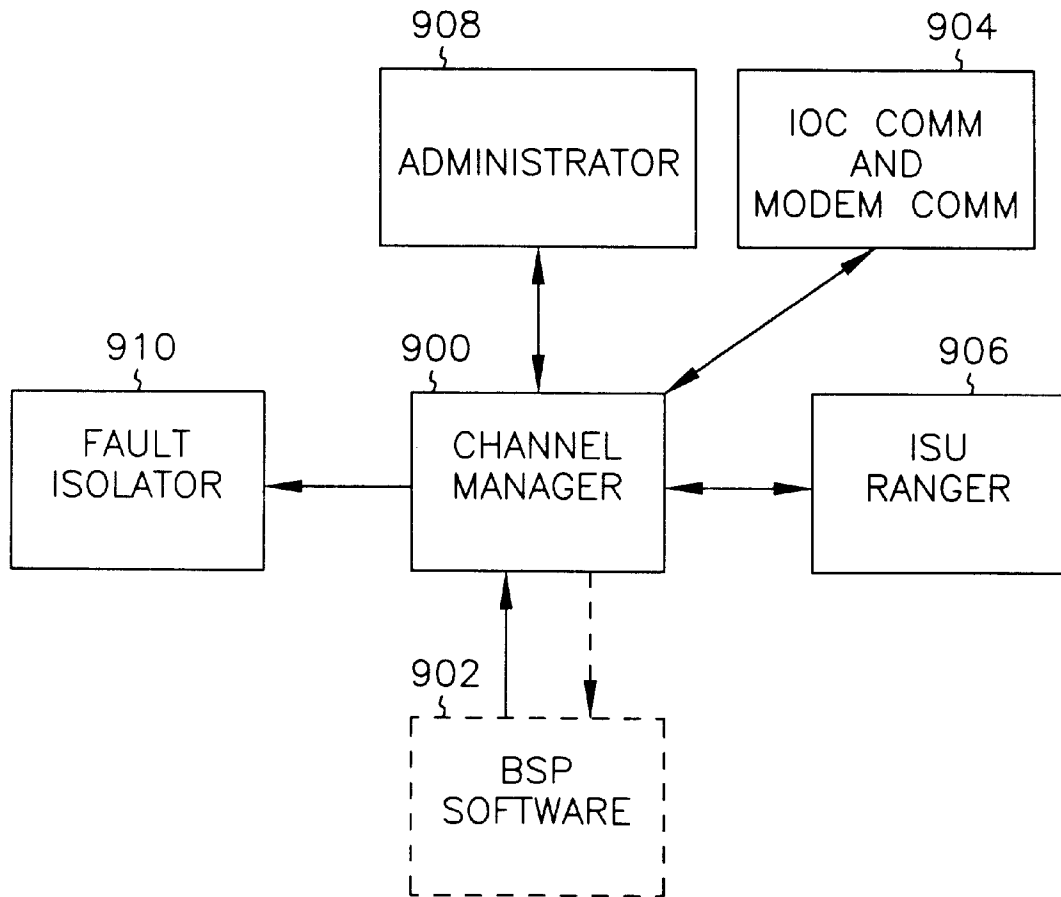 908
904
ADMINISTRATOR
IOC COMM
AND
MODEM COMM
910
900
906
FAULT
ISOLATOR
CHANNEL
MANAGER
ISU
RANGER
902
BSP
SOFTWARE